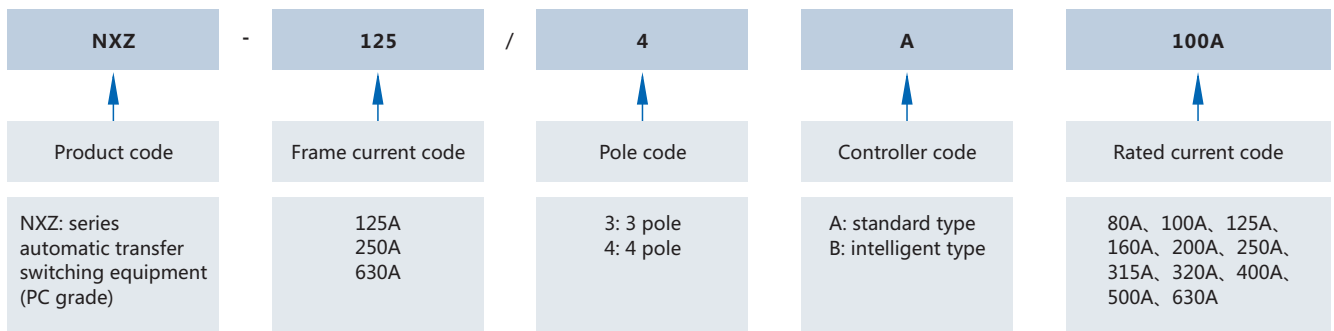 NXZ - 125 / 4 A 100A
Product code Frame current code Pole code Controller code Rated current code
NXZ: series
automatic transfer
switching equipment
(PC grade)
125A
250A
630A
3: 3 pole
4: 4 pole
A: standard type
B: intelligent type
80A、100A、125A、
160A、200A、250A、
315A、320A、400A、
500A、630A